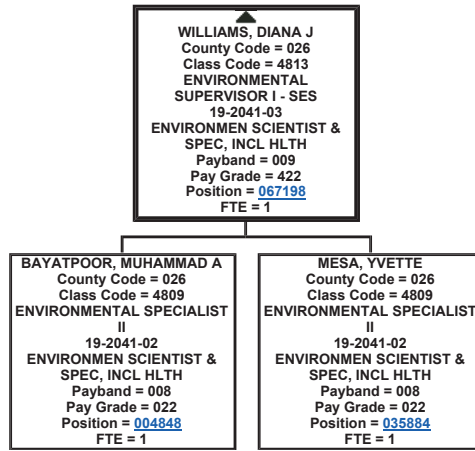 WILLIAMS, DIANA J
County Code = 026
Class Code = 4813
ENVIRONMENTAL
SUPERVISOR I - SES
19-2041-03
ENVIRONMEN SCIENTIST &
SPEC, INCL HLTH
Payband = 009
Pay Grade = 422
Position = 067198
FTE = 1
BAYATPOOR, MUHAMMAD A
County Code = 026
Class Code = 4809
ENVIRONMENTAL SPECIALIST
II
19-2041-02
ENVIRONMEN SCIENTIST &
SPEC, INCL HLTH
Payband = 008
Pay Grade = 022
Position = 004848
FTE = 1
MESA, YVETTE
County Code = 026
Class Code = 4809
ENVIRONMENTAL SPECIALIST
II
19-2041-02
ENVIRONMEN SCIENTIST &
SPEC, INCL HLTH
Payband = 008
Pay Grade = 022
Position = 035884
FTE = 1